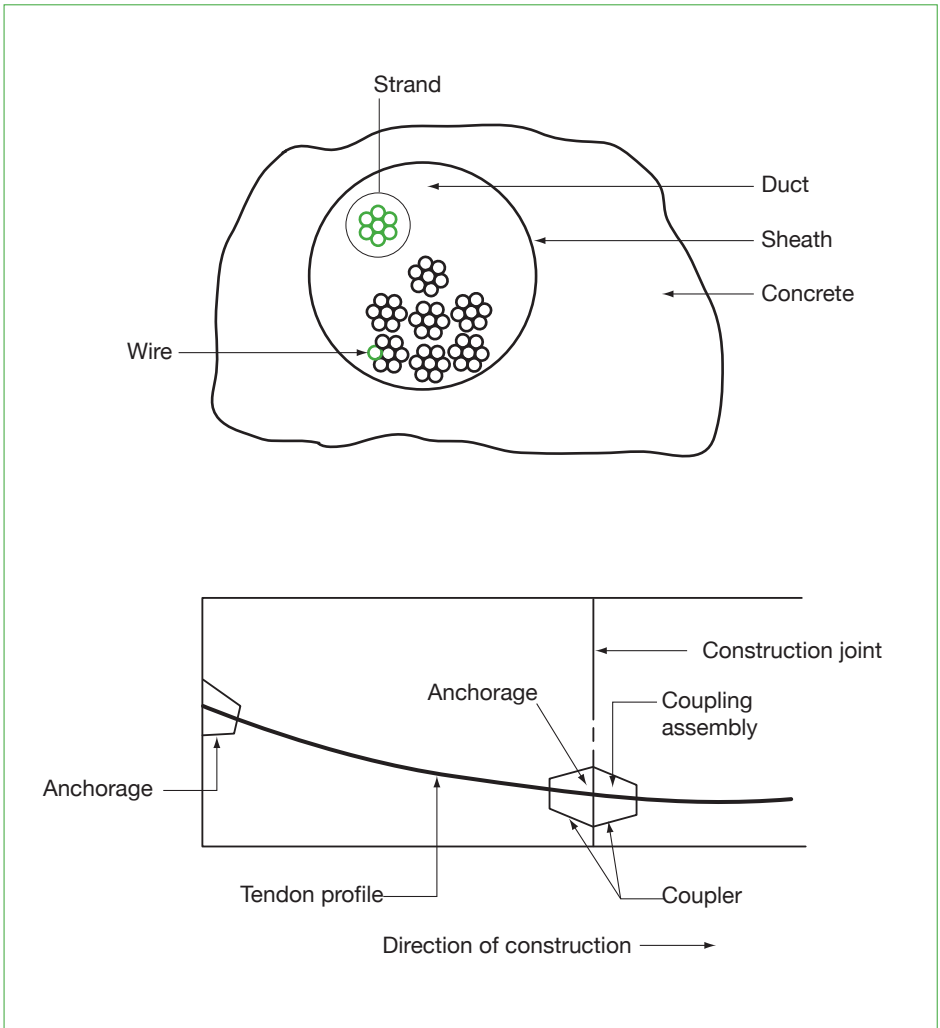 Strand
Duct
Sheath
Concrete
Wire
Construction joint
Anchorage
Coupling
assembly
Anchorage
Tendon profile
Coupler
Direction of construction